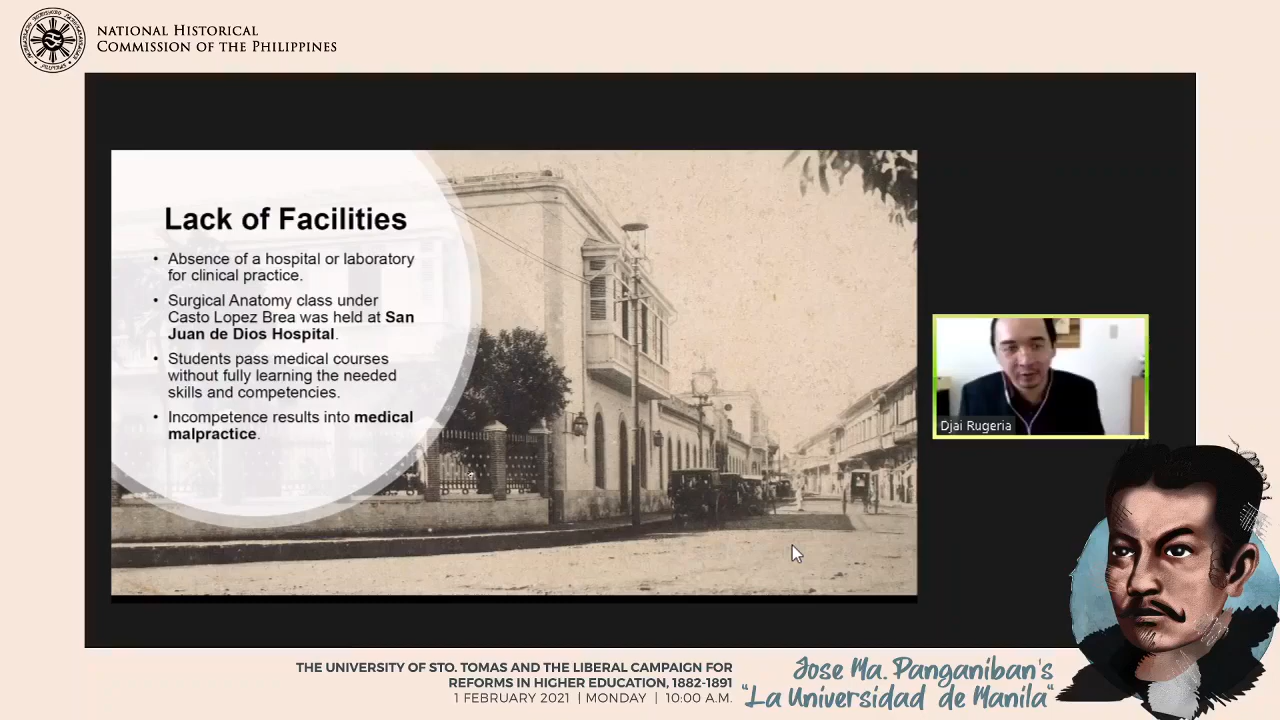 NATIONAL HISTORICAL
COMMISSION OF THE PHILIPPINES
Lack of Facilities
• Absence of a hospital or laboratory
for clinical practice.
• Surgical Anatomy class under
Casto Lopez Brea was held at San
Juan de Dios Hospital.
• Students pass medical courses
without fully learning the needed
skills and competencies.
• Incompetence results into medical
malpractice.
Djai Rugeria
THE UNIVERSITY OF STO. TOMAS AND THE LIBERAL CAMPAIGN FOR
REFORMS IN HIGHER EDUCATION, 1882-1891
1 FEBRUARY 2021 | MONDAY | 10:00 A.M.
Jose Ma. Panganiban's
"La Universidad de Manila"